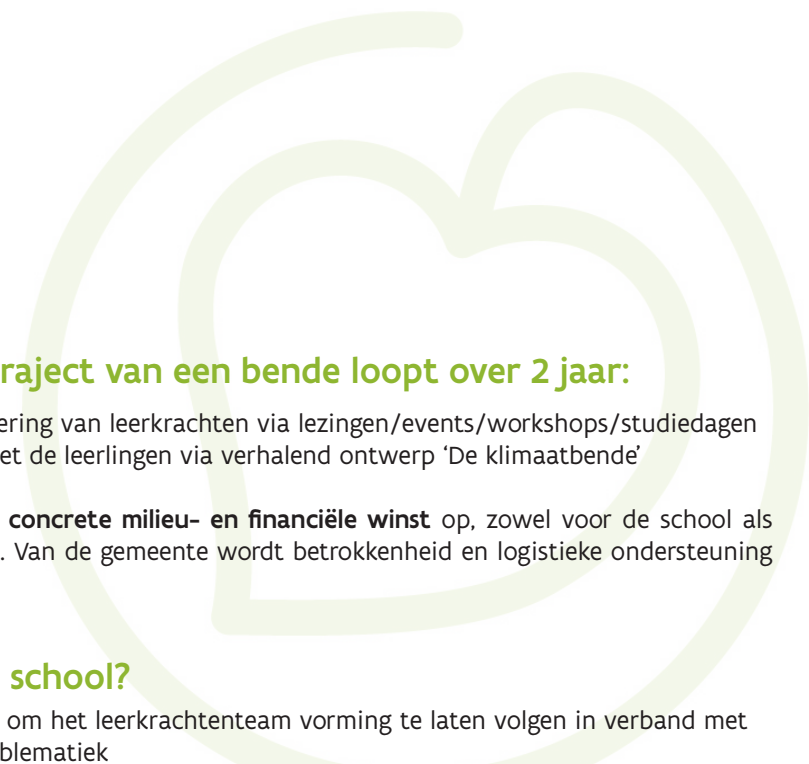 raject van een bende loopt over 2 jaar:
ering van leerkrachten via lezingen/events/workshops/studiedagen
et de leerlingen via verhalend ontwerp ‘De klimaatbende’
concrete milieu- en financiële winst op, zowel voor de school als
. Van de gemeente wordt betrokkenheid en logistieke ondersteuning
school?
om het leerkrachtenteam vorming te laten volgen in verband met
blematiek